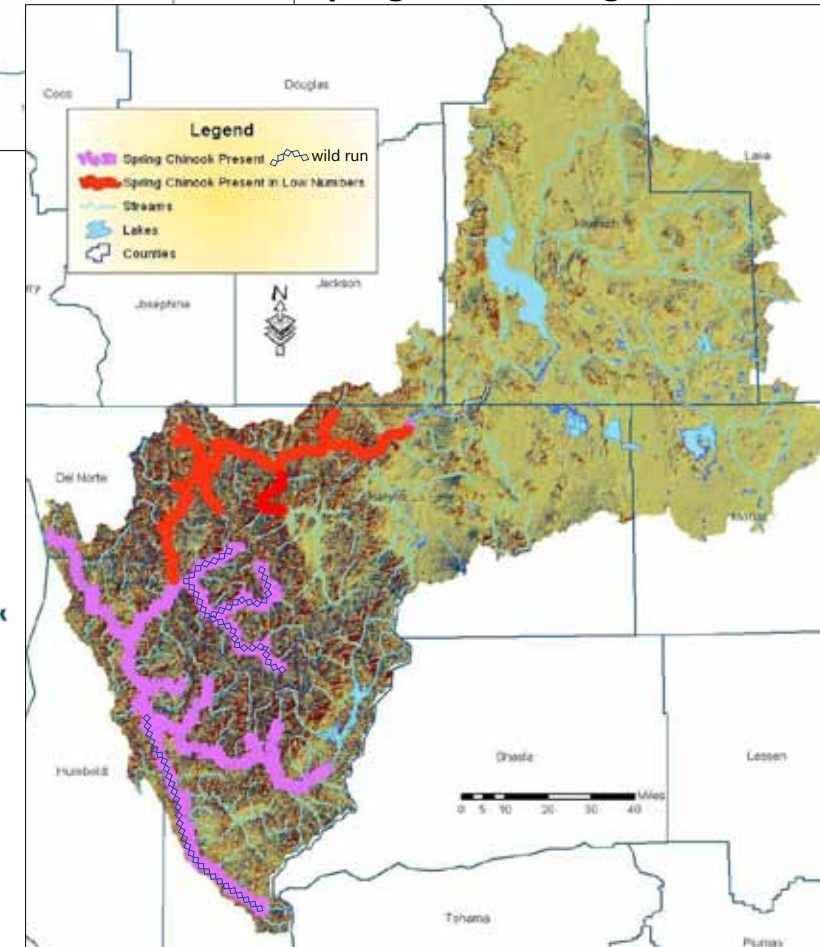 Coos
Douglas
Legend
Spring Chinook Present
wild run
Spring Chinook Present in Low Numbers
Streams
Lakes
Counties
Lake
Klamath
Jackson
Josephine
N
Del Norte
Siskiyou
Modoc
Humboldt
Shasta
Lassen
Miles
0 5 10 20 30 40
Tehama
Plumas